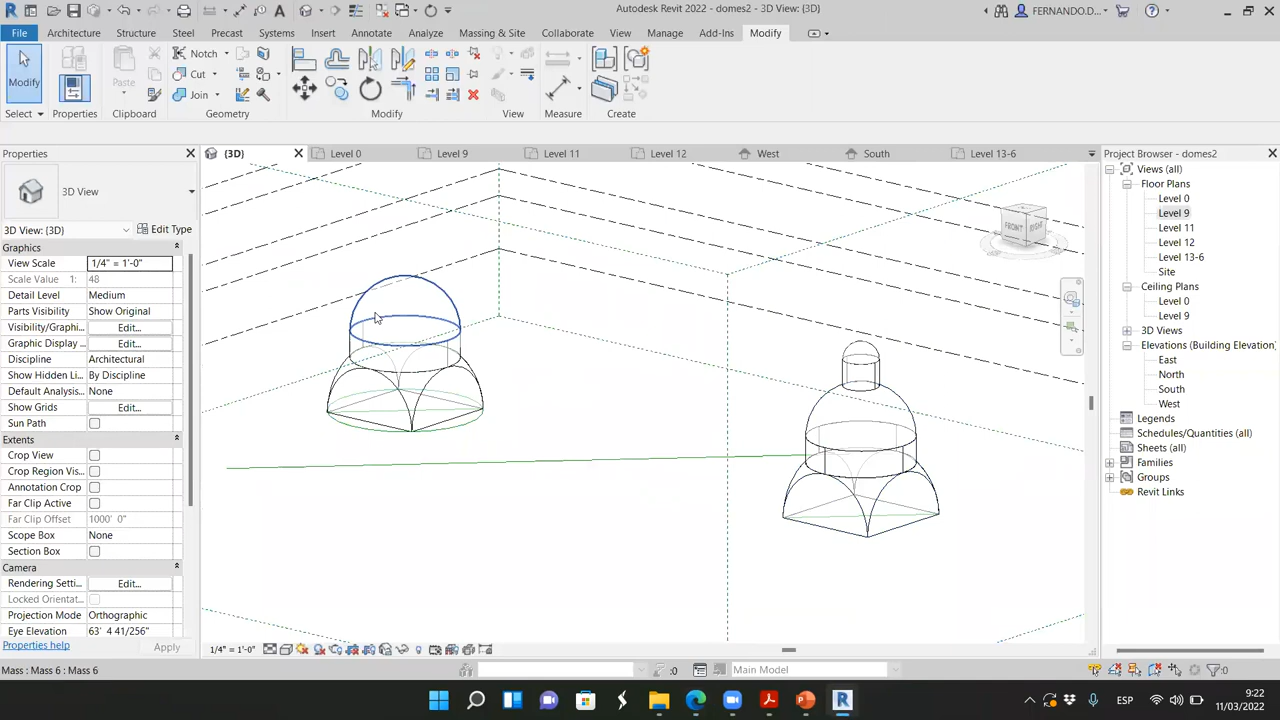 Autodesk Revit 2022 - domes2 - 3D View: {3D}
FERNANDO.D...
File Architecture Structure Steel Precast Systems Insert Annotate Analyze Massing & Site Collaborate View Manage Add-Ins Modify
Modify
Paste
Notch
Cut
Join
Select Properties Clipboard Geometry Modify View Measure Create
Properties
{3D} Level 0 Level 9 Level 11 Level 12 West South Level 13-6
Project Browser - domes2
3D View
3D View: {3D}
Edit Type
Graphics
View Scale 1/4" = 1'-0"
Scale Value 1: 48
Detail Level Medium
Parts Visibility Show Original
Visibility/Graphi... Edit...
Graphic Display ... Edit...
Discipline Architectural
Show Hidden Li... By Discipline
Default Analysis... None
Show Grids Edit...
Sun Path
Extents
Crop View
Crop Region Vis...
Annotation Crop
Far Clip Active
Far Clip Offset 1000' 0"
Scope Box None
Section Box
Camera
Rendering Setti... Edit...
Locked Orientat...
Projection Mode Orthographic
Eye Elevation 63' 4 41/256"
Properties help
Apply
FRONT
RIGHT
Views (all)
Floor Plans
Level 0
Level 9
Level 11
Level 12
Level 13-6
Site
Ceiling Plans
Level 0
Level 9
3D Views
Elevations (Building Elevation)
East
North
South
West
Legends
Schedules/Quantities (all)
Sheets (all)
Families
Groups
Revit Links
1/4" = 1'-0"
Mass : Mass 6 : Mass 6
:0
Main Model
:0
ESP
9:22
11/03/2022